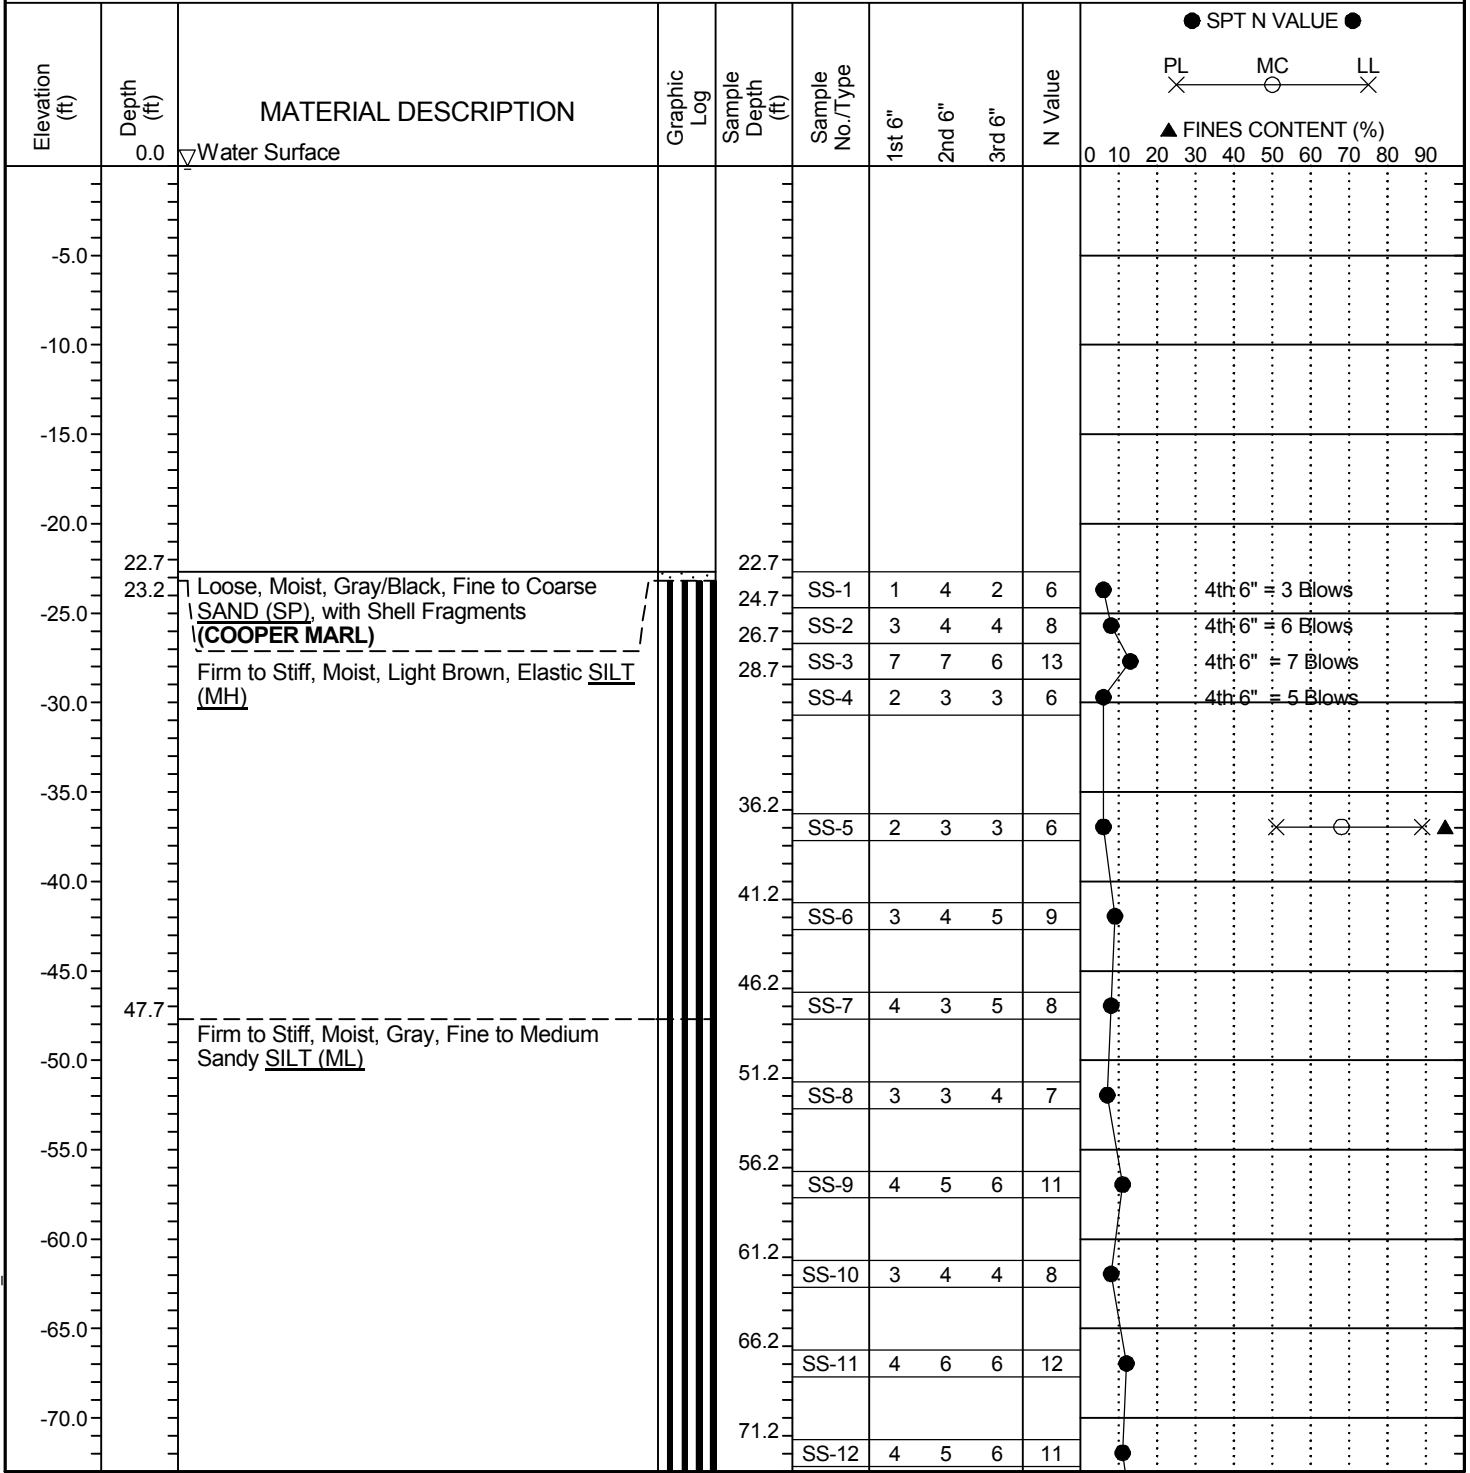 ● SPT N VALUE ●
PL MC LL
▲ FINES CONTENT (%)
0 10 20 30 40 50 60 70 80 90
Elevation (ft)
Depth (ft)
MATERIAL DESCRIPTION
Graphic Log
Sample Depth (ft)
Sample No./Type
1st 6"
2nd 6"
3rd 6"
N Value
0.0 Water Surface
-5.0
-10.0
-15.0
-20.0
22.7 22.7
23.2 Loose, Moist, Gray/Black, Fine to Coarse SS-1 1 4 2 6 4th 6" = 3 Blows
24.7
-25.0 SAND (SP), with Shell Fragments
(COOPER MARL) SS-2 3 4 4 8 4th 6" = 6 Blows
26.7
Firm to Stiff, Moist, Light Brown, Elastic SILT SS-3 7 7 6 13 4th 6" = 7 Blows
28.7
(MH) SS-4 2 3 3 6 4th 6" = 5 Blows
-30.0
-35.0
36.2
SS-5 2 3 3 6
-40.0
41.2
SS-6 3 4 5 9
-45.0
46.2
47.7 SS-7 4 3 5 8
Firm to Stiff, Moist, Gray, Fine to Medium
-50.0 Sandy SILT (ML)
51.2
SS-8 3 3 4 7
-55.0
56.2
SS-9 4 5 6 11
-60.0
61.2
SS-10 3 4 4 8
-65.0
66.2
SS-11 4 6 6 12
-70.0
71.2
SS-12 4 5 6 11